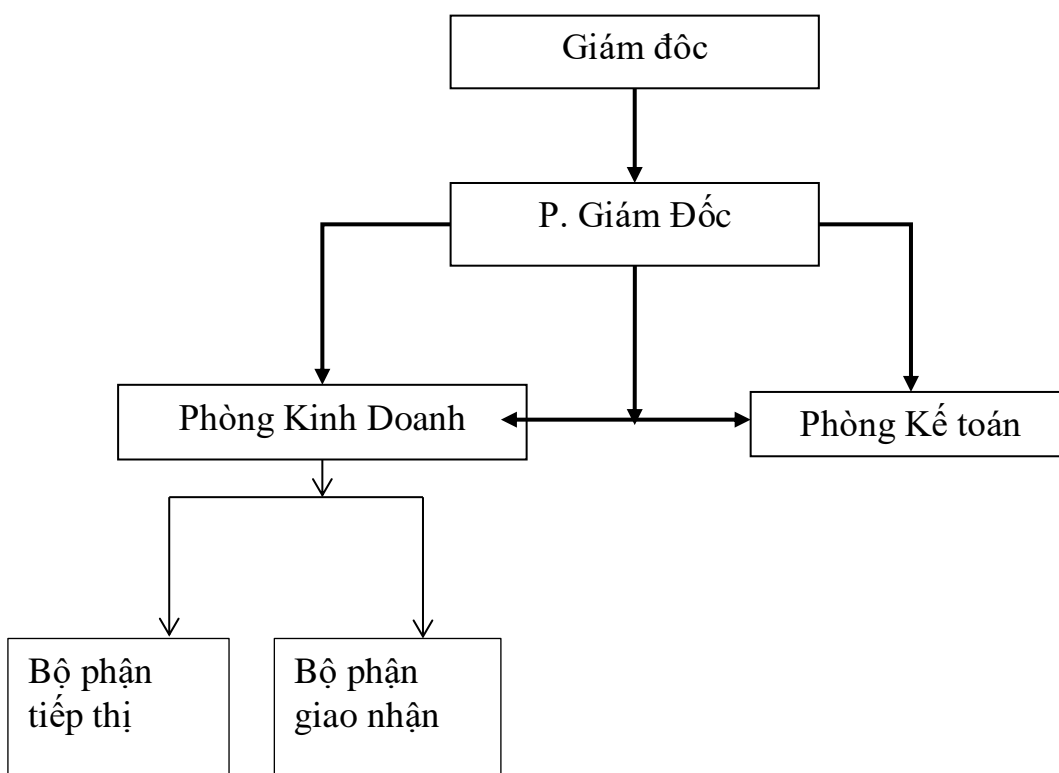 Giám đôc
P. Giám Đốc
Phòng Kinh Doanh
Phòng Kế toán
Bộ phận
tiếp thị
Bộ phận
giao nhận